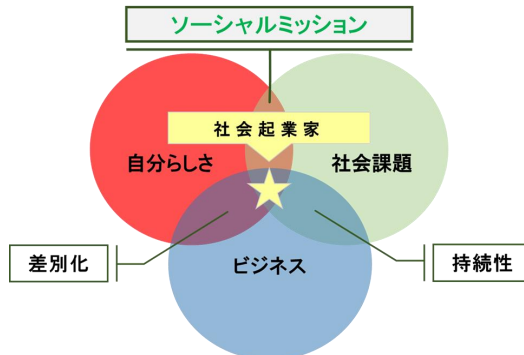 ソーシャルミッション
社会起業家
自分らしさ
社会課題
差別化
ビジネス
持続性